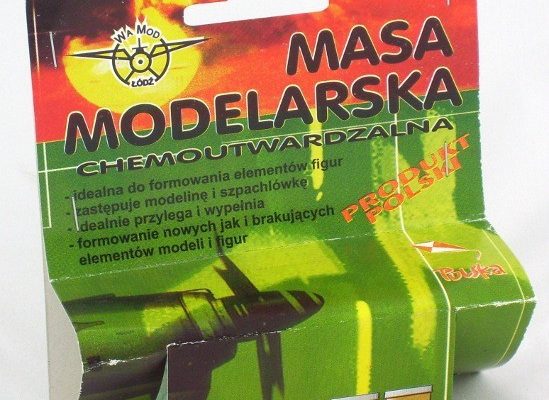 WA MOD
ŁÓDŹ
MASA
MODELARSKA
CHEMOUTWARDZALNA
- idealna do formowania elementów figur
- zastępuje modelinę i szpachlówkę
- idealnie przylega i wypełnia
- formowanie nowych jak i brakujących
elementów modeli i figur
PRODUKT
POLSKI
Polska